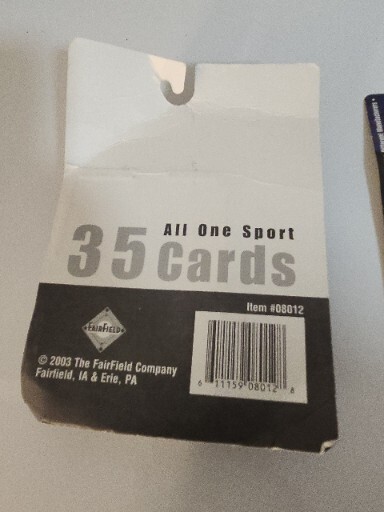 All One Sport
35 Cards
Item #08012
FAIRFIELD
© 2003 The FairField Company
Fairfield, IA & Erie, PA
6 11159 08012 6